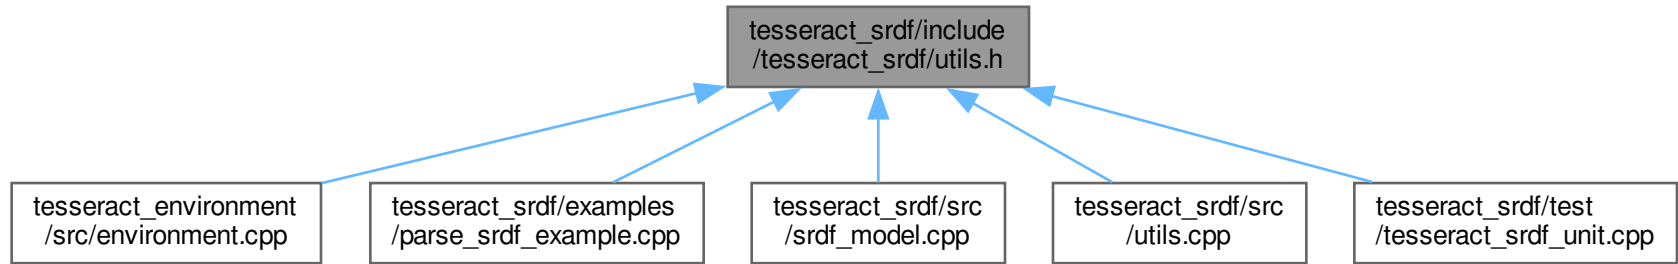 tesseract_srdf/include
/tesseract_srdf/utils.h
tesseract_environment
/src/environment.cpp
tesseract_srdf/examples
/parse_srdf_example.cpp
tesseract_srdf/src
/srdf_model.cpp
tesseract_srdf/src
/utils.cpp
tesseract_srdf/test
/tesseract_srdf_unit.cpp